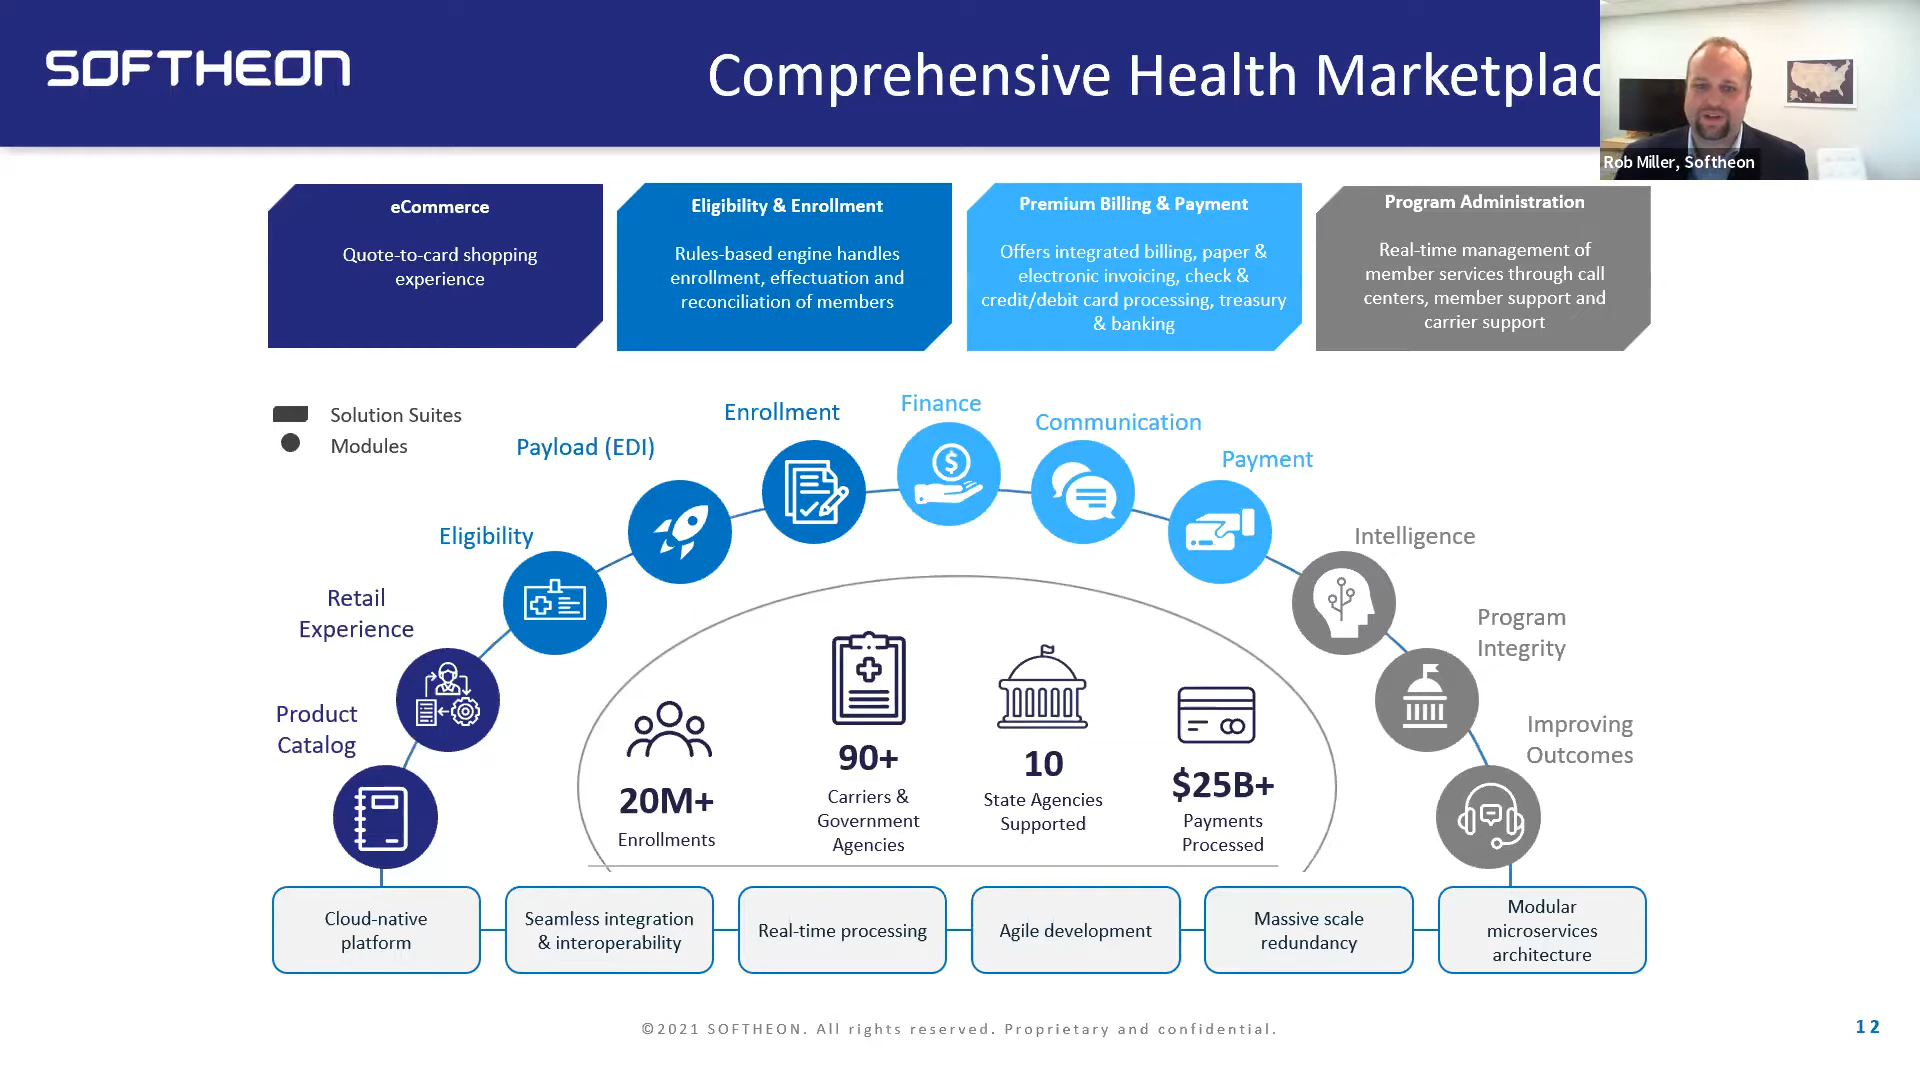 SOFTHEON
Comprehensive Health Marketplac
Rob Miller, Softheon
eCommerce
Quote-to-card shopping
experience
Eligibility & Enrollment
Rules-based engine handles
enrollment, effectuation and
reconciliation of members
Premium Billing & Payment
Offers integrated billing, paper &
electronic invoicing, check &
credit/debit card processing, treasury
& banking
Program Administration
Real-time management of
member services through call
centers, member support and
carrier support
Solution Suites
Modules
Product
Catalog
Retail
Experience
Eligibility
Payload (EDI)
Enrollment
Finance
Communication
Payment
Intelligence
Program
Integrity
Improving
Outcomes
20M+
Enrollments
90+
Carriers &
Government
Agencies
10
State Agencies
Supported
$25B+
Payments
Processed
Cloud-native
platform
Seamless integration
& interoperability
Real-time processing
Agile development
Massive scale
redundancy
Modular
microservices
architecture
©2021 SOFTHEON. All rights reserved. Proprietary and confidential.
12